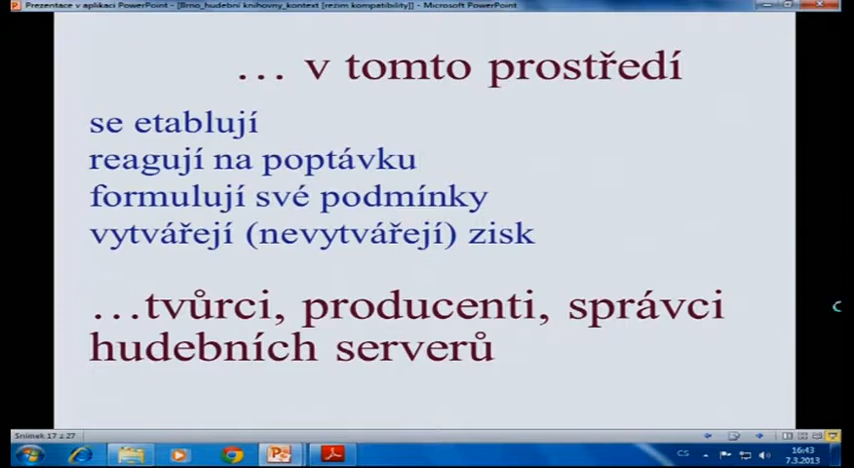 Prezentace v aplikaci PowerPoint - [Brno_hudební knihovny_kontext [režim kompatibility]] - Microsoft PowerPoint
… v tomto prostředí
se etablují
reagují na poptávku
formulují své podmínky
vytvářejí (nevytvářejí) zisk
…tvůrci, producenti, správci
hudebních serverů
Snímek 17 z 27
CS
16:43
7.3.2013